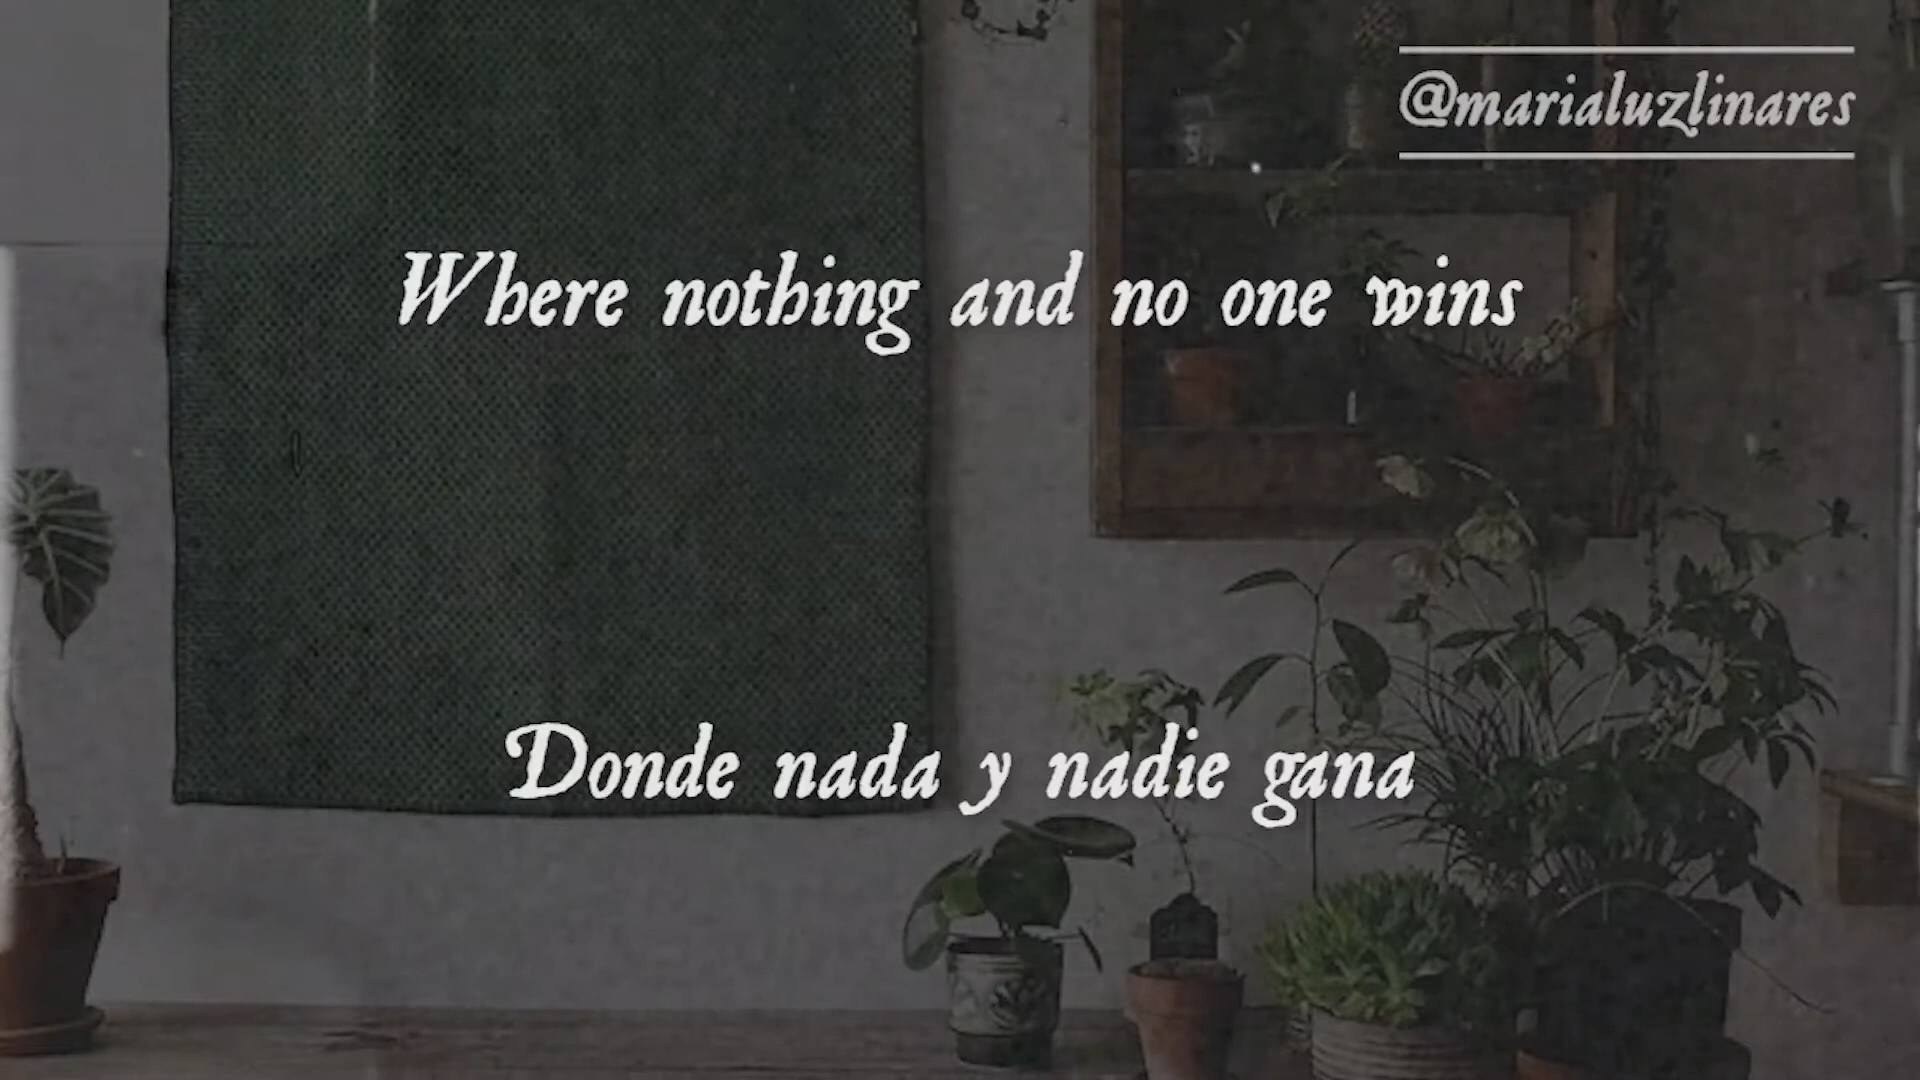 @marialuzlinares
Where nothing and no one wins
Donde nada y nadie gana